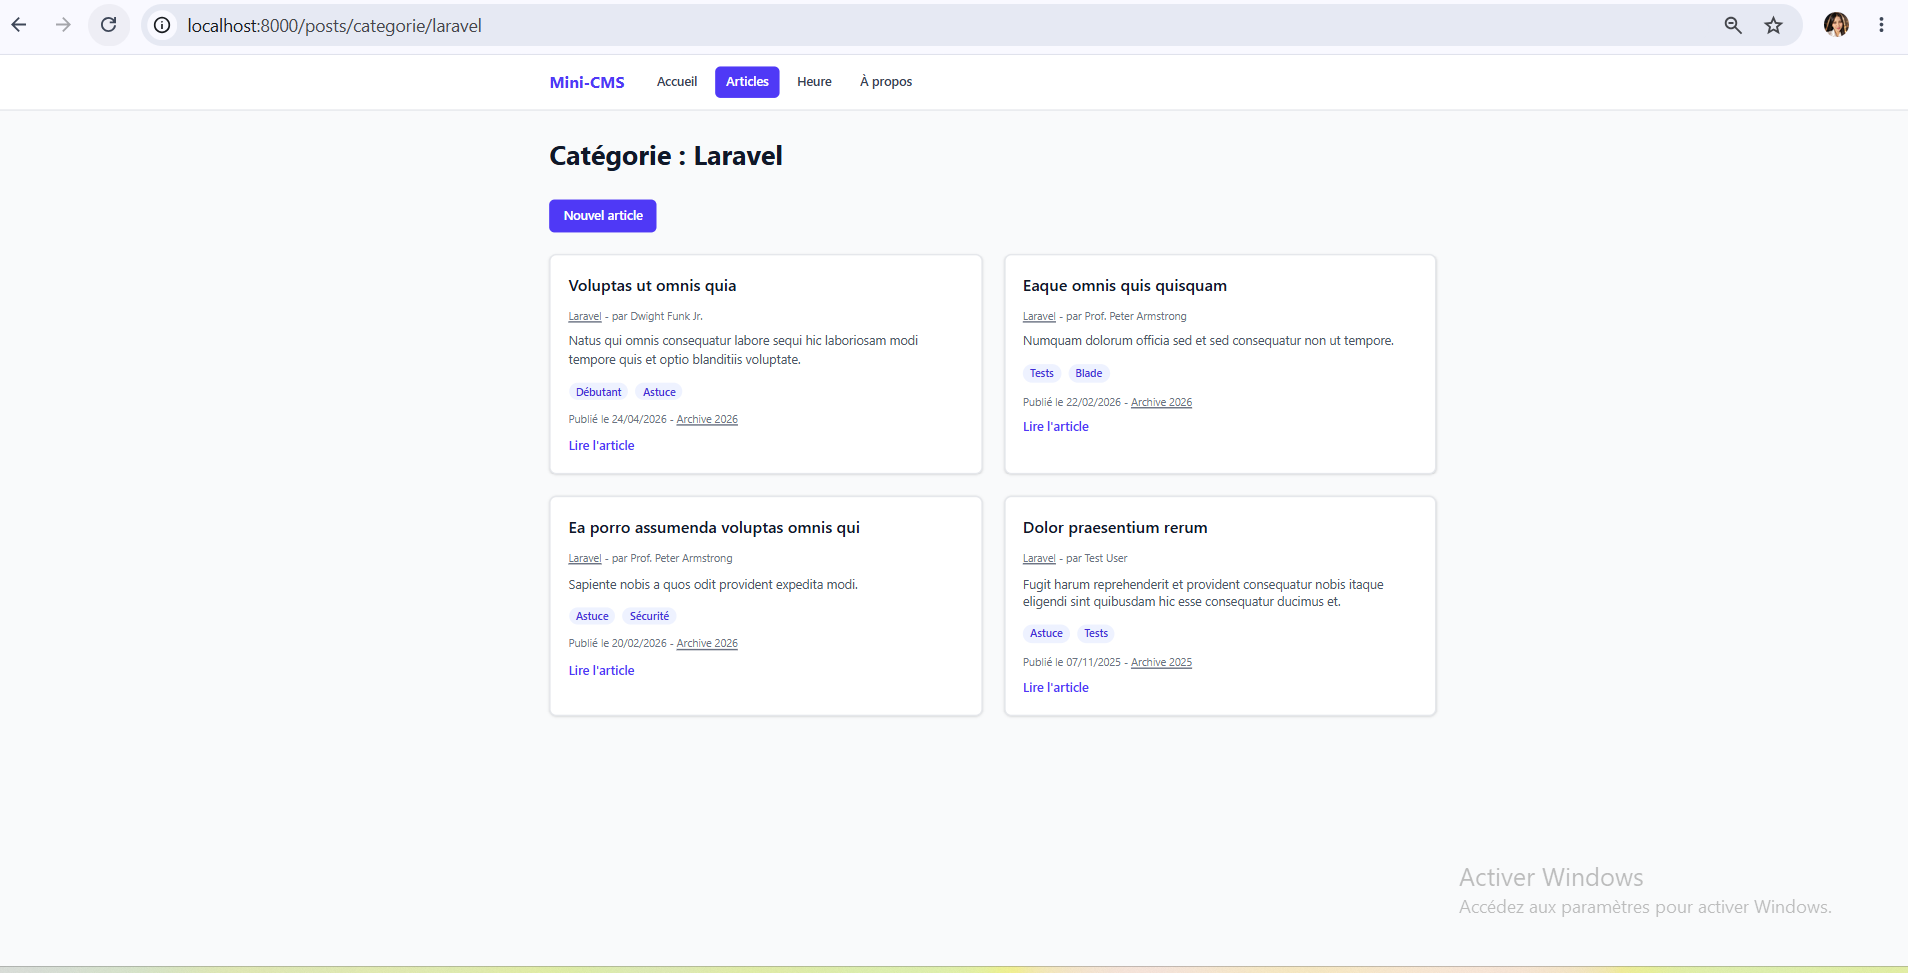 localhost:8000/posts/categorie/laravel
Mini-CMS Accueil Articles Heure À propos
Catégorie : Laravel
Nouvel article
Voluptas ut omnis quia
Laravel - par Dwight Funk Jr.
Natus qui omnis consequatur labore sequi hic laboriosam modi
tempore quis et optio blanditiis voluptate.
Débutant Astuce
Publié le 24/04/2026 - Archive 2026
Lire l'article
Eaque omnis quis quisquam
Laravel - par Prof. Peter Armstrong
Numquam dolorum officia sed et sed consequatur non ut tempore.
Tests Blade
Publié le 22/02/2026 - Archive 2026
Lire l'article
Ea porro assumenda voluptas omnis qui
Laravel - par Prof. Peter Armstrong
Sapiente nobis a quos odit provident expedita modi.
Astuce Sécurité
Publié le 20/02/2026 - Archive 2026
Lire l'article
Dolor praesentium rerum
Laravel - par Test User
Fugit harum reprehenderit et provident consequatur nobis itaque
eligendi sint quibusdam hic esse consequatur ducimus et.
Astuce Tests
Publié le 07/11/2025 - Archive 2025
Lire l'article
Activer Windows
Accédez aux paramètres pour activer Windows.